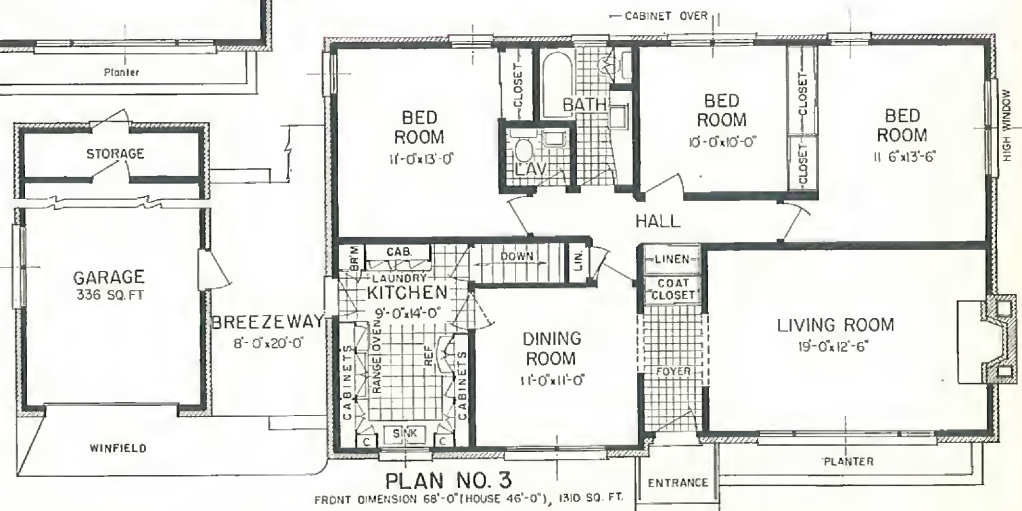 Planter
CABINET OVER
STORAGE
GARAGE
336 SQ. FT
BREEZEWAY
8'-0"x20'-0"
WINFIELD
BED
ROOM
11'-0"x13'-0"
CLOSET
BATH
LAV.
BED
ROOM
10'-0"x10'-0"
CLOSET
CLOSET
BED
ROOM
11'6"x13'-6"
HIGH WINDOW
HALL
BR'M
CAB.
LAUNDRY
KITCHEN
9'-0"x14'-0"
CABINETS
RANGE
OVEN
REF
CABINETS
C
SINK
C
DOWN
LIN.
DINING
ROOM
11'-0"x11'-0"
LINEN
COAT
CLOSET
FOYER
LIVING ROOM
19'-0"x12'-6"
PLANTER
ENTRANCE
PLAN NO. 3
FRONT DIMENSION 68'-0" (HOUSE 46'-0"), 1310 SQ. FT.